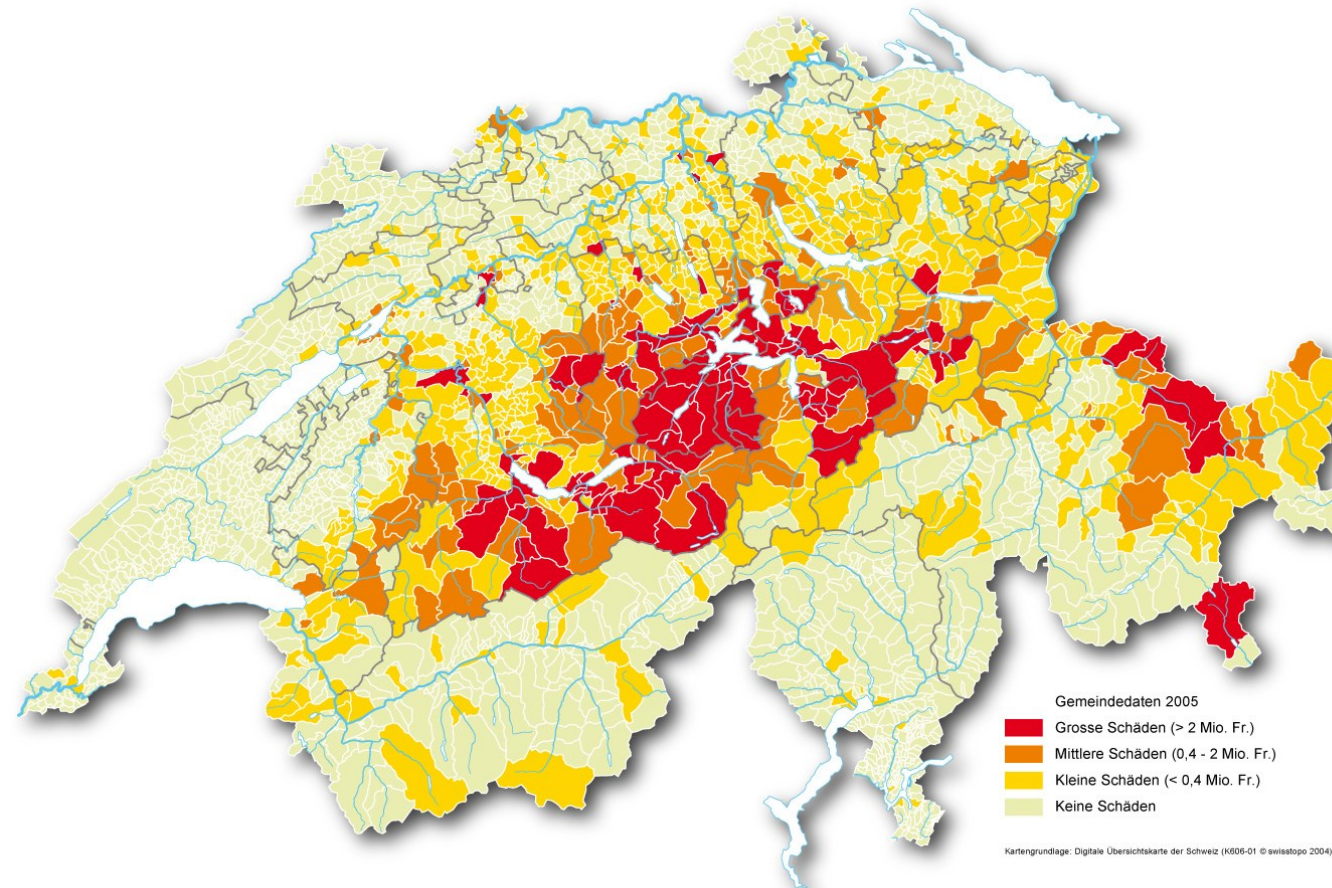 Gemeindedaten 2005
Grosse Schäden (> 2 Mio. Fr.)
Mittlere Schäden (0,4 - 2 Mio. Fr.)
Kleine Schäden (< 0,4 Mio. Fr.)
Keine Schäden
Kartengrundlage: Digitale Übersichtskarte der Schweiz (K606-01 © swisstopo 2004)